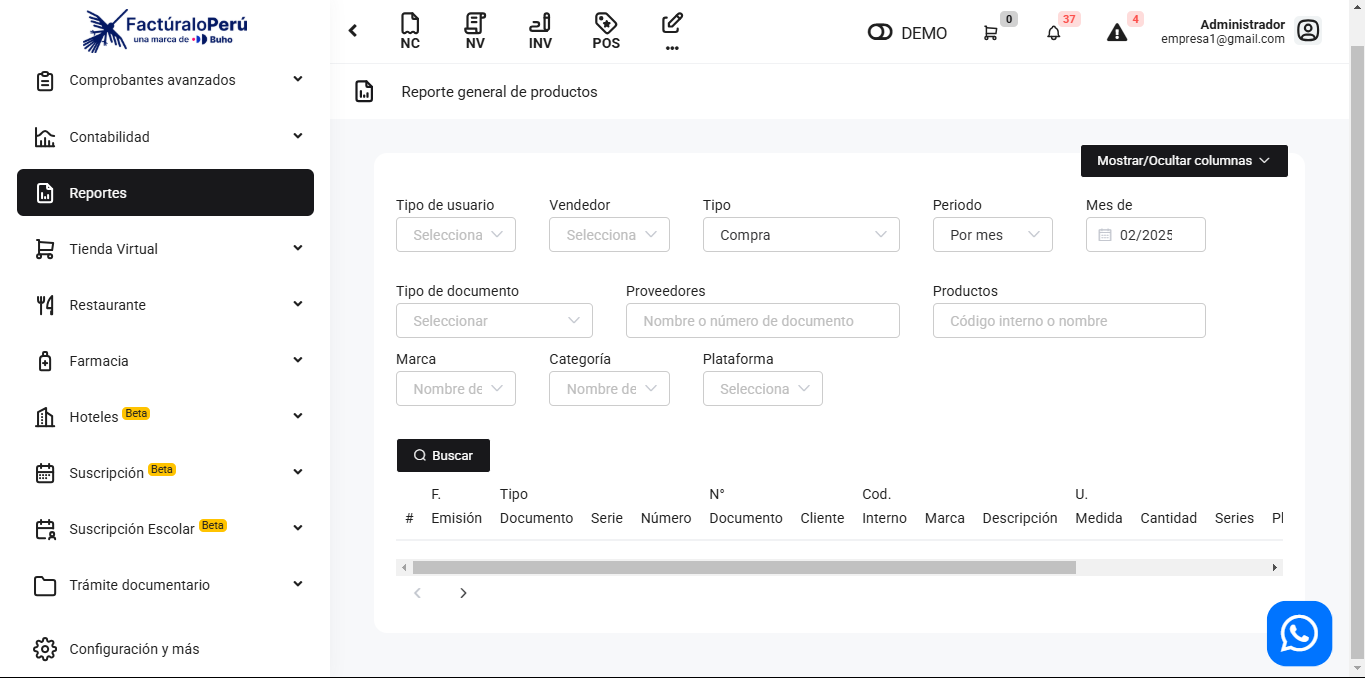 FactúraloPerú
una marca de Buho
NC
NV
INV
POS
...
DEMO
0
37
4
Administrador
empresa1@gmail.com
Comprobantes avanzados
Contabilidad
Reportes
Tienda Virtual
Restaurante
Farmacia
Hoteles Beta
Suscripción Beta
Suscripción Escolar Beta
Trámite documentario
Configuración y más
Reporte general de productos
Mostrar/Ocultar columnas
Tipo de usuario
Vendedor
Tipo
Periodo
Mes de
Selecciona
Selecciona
Compra
Por mes
02/2025
Tipo de documento
Proveedores
Productos
Seleccionar
Nombre o número de documento
Código interno o nombre
Marca
Categoría
Plataforma
Nombre de
Nombre de
Selecciona
Buscar
F. Tipo N° Cod. U.
# Emisión Documento Serie Número Documento Cliente Interno Marca Descripción Medida Cantidad Series Pl